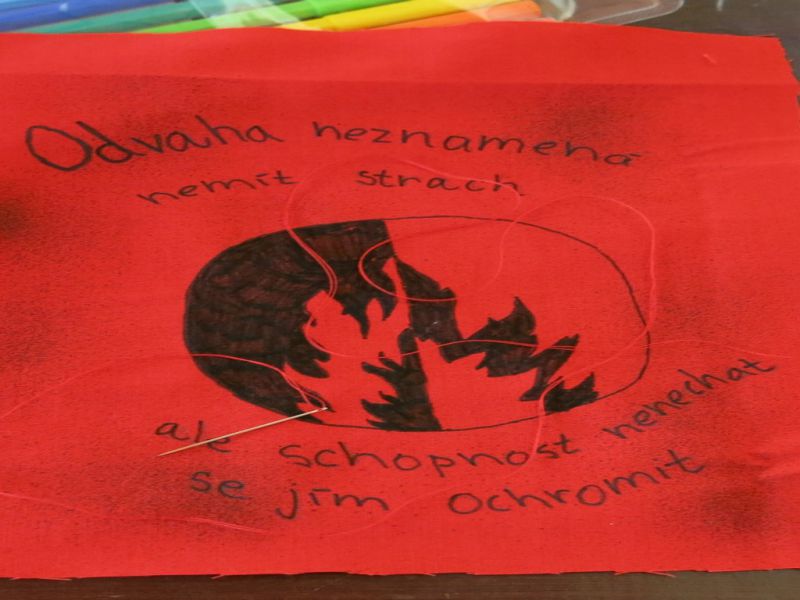 Odvaha neznamená
nemít strach
ale schopnost nenechat
se jím ochromit